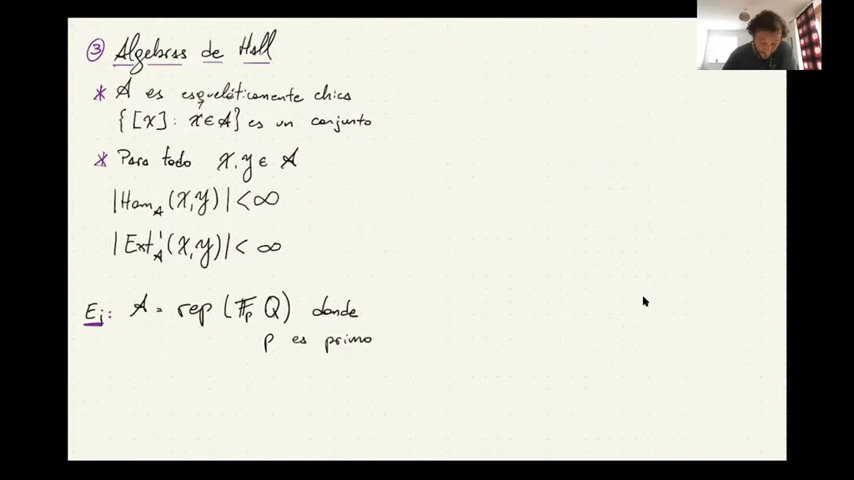 ③ Algebras de Hall
* A es esqueléticamente chica
{[X] : X ∈ A} es un conjunto
* Para todo X, Y ∈ A
|Hom_A (X, Y)| < ∞
|Ext¹_A (X, Y)| < ∞
Ej: A = rep (𝔽_p Q) donde
p es primo